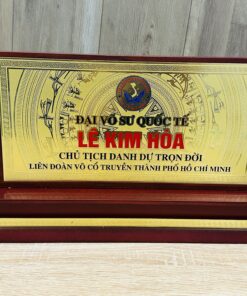 ĐẠI VÕ SƯ QUỐC TẾ
LÊ KIM HÒA
CHỦ TỊCH DANH DỰ TRỌN ĐỜI
LIÊN ĐOÀN VÕ CỔ TRUYỀN THÀNH PHỐ HỒ CHÍ MINH